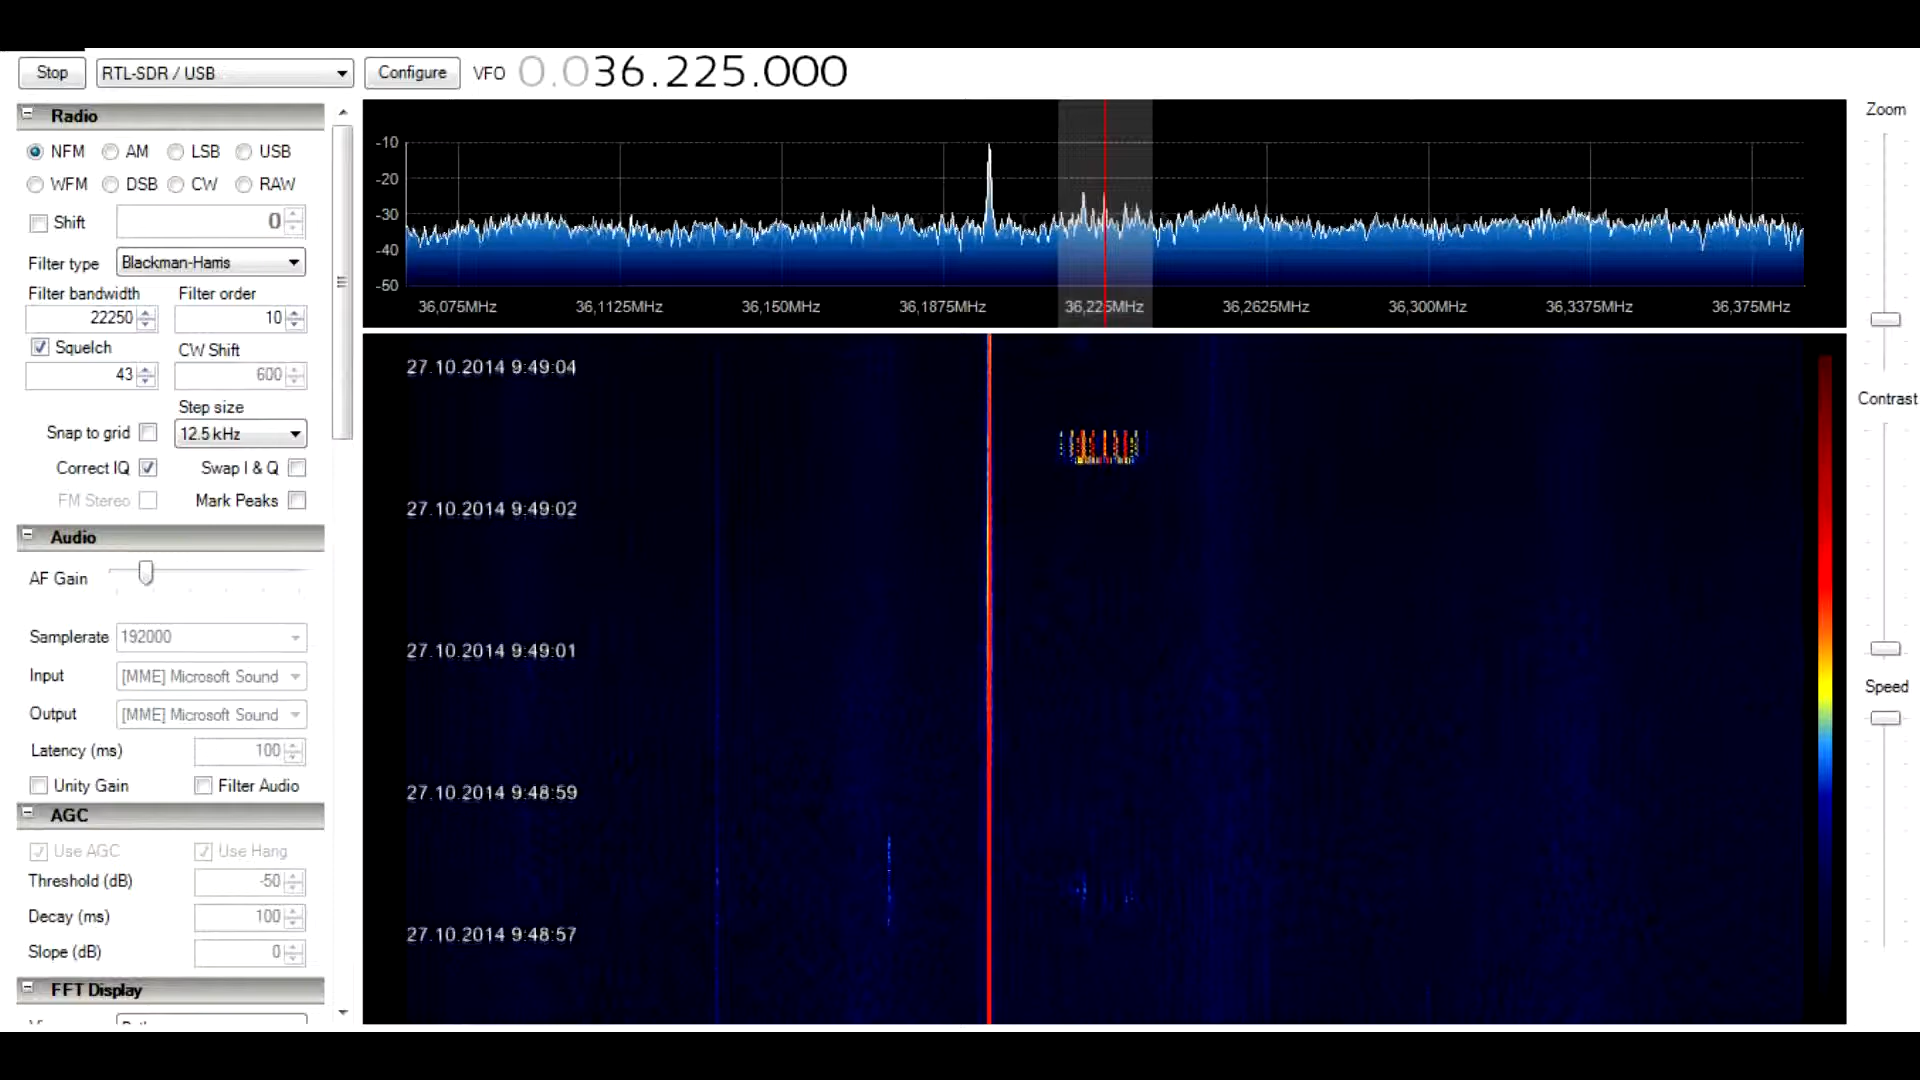 Stop RTL-SDR / USB Configure VFO 0.036.225.000
Radio
NFM AM LSB USB
WFM DSB CW RAW
Shift 0
Filter type Blackman-Harris
Filter bandwidth Filter order
22250 10
Squelch CW Shift
43 600
Step size
Snap to grid 12.5 kHz
Correct IQ Swap I & Q
FM Stereo Mark Peaks
Audio
AF Gain
Samplerate 192000
Input [MME] Microsoft Sound
Output [MME] Microsoft Sound
Latency (ms) 100
Unity Gain Filter Audio
AGC
Use AGC Use Hang
Threshold (dB) -50
Decay (ms) 100
Slope (dB) 0
FFT Display
-10
-20
-30
-40
-50
36,075MHz 36,1125MHz 36,150MHz 36,1875MHz 36,225MHz 36,2625MHz 36,300MHz 36,3375MHz 36,375MHz
27.10.2014 9:49:04
27.10.2014 9:49:02
27.10.2014 9:49:01
27.10.2014 9:48:59
27.10.2014 9:48:57
Zoom
Contrast
Speed